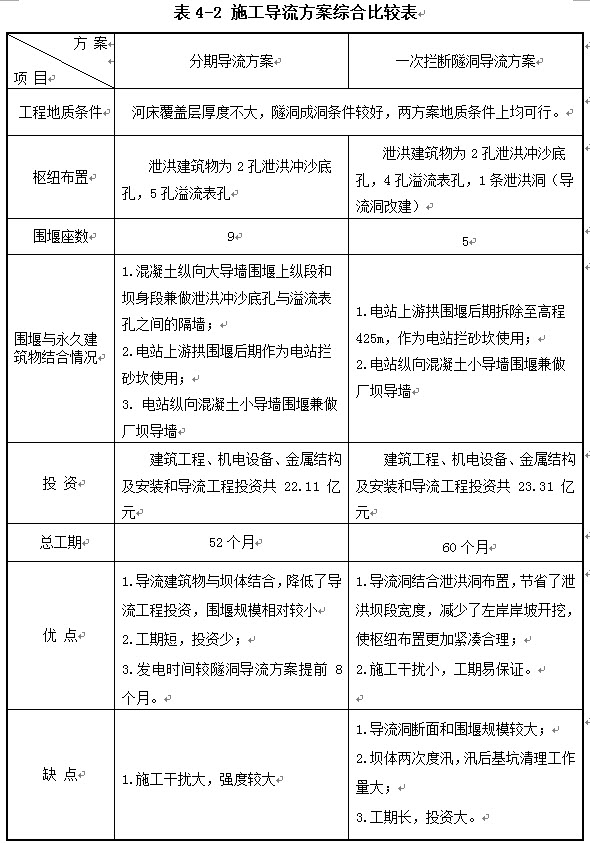 表 4-2 施工导流方案综合比较表
方 案
项 目
分期导流方案
一次拦断隧洞导流方案
工程地质条件
河床覆盖层厚度不大，隧洞成洞条件较好，两方案地质条件上均可行。
枢纽布置
泄洪建筑物为 2 孔泄洪冲沙底
孔，5 孔溢流表孔
泄洪建筑物为 2 孔泄洪冲沙底
孔，4 孔溢流表孔，1 条泄洪洞（导
流洞改建）
围堰座数
9
5
围堰与永久建
筑物结合情况
1.混凝土纵向大导墙围堰上纵段和
坝身段兼做泄洪冲沙底孔与溢流表
孔之间的隔墙；
2.电站上游拱围堰后期作为电站拦
砂坎使用；
3. 电站纵向混凝土小导墙围堰兼做
厂坝导墙
1.电站上游拱围堰后期拆除至高程
425m，作为电站拦砂坎使用；
2.电站纵向混凝土小导墙围堰兼做
厂坝导墙
投 资
建筑工程、机电设备、金属结构
及安装和导流工程投资共 22.11 亿
元
建筑工程、机电设备、金属结构
及安装和导流工程投资共 23.31 亿
元
总工期
52 个月
60 个月
优 点
1.导流建筑物与坝体结合，降低了导
流工程投资，围堰规模相对较小
2.工期短，投资少；
3.发电时间较隧洞导流方案提前 8
个月。
1.导流洞结合泄洪洞布置，节省了泄
洪坝段宽度，减少了左岸岸坡开挖，
使枢纽布置更加紧凑合理；
2.施工干扰小，工期易保证。
缺 点
1.施工干扰大，强度较大
1.导流洞断面和围堰规模较大；
2.坝体两次度汛，汛后基坑清理工作
量大；
3.工期长，投资大。